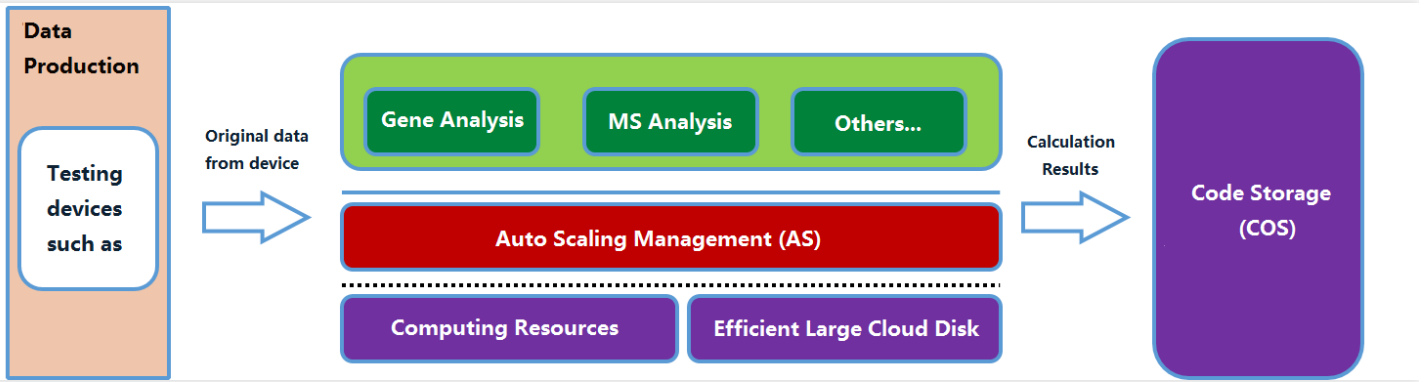 Data
Production
Testing
devices
such as
Original data
from device
Gene Analysis
MS Analysis
Others...
Auto Scaling Management (AS)
Computing Resources
Efficient Large Cloud Disk
Calculation
Results
Code Storage
(COS)